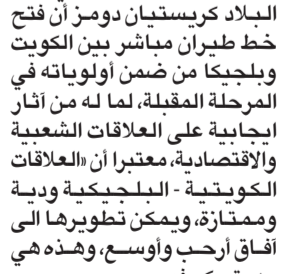 البلاد كريستيان دومز أن فتح
خط طيران مباشر بين الكويت
وبلجيكا من ضمن أولوياته في
المرحلة المقبلة، لما له من آثار
ايجابية على العلاقات الشعبية
والاقتصادية، معتبرا أن «العلاقات
الكويتية - البلجيكية ودية
وممتازة، ويمكن تطويرها الى
آفاق أرحب وأوسع، وهذه هي